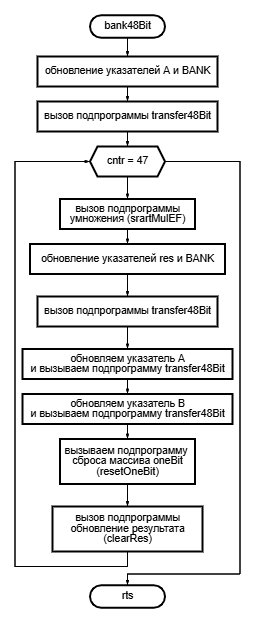 bank48Bit
обновление указателей A и BANK
вызов подпрограммы transfer48Bit
cntr = 47
вызов подпрограммы
умножения (srartMulEF)
обновление указателей res и BANK
вызов подпрограммы transfer48Bit
обновляем указатель A
и вызываем подпрограмму transfer48Bit
обновляем указатель B
и вызываем подпрограмму transfer48Bit
вызываем подпрограмму
сброса массива oneBit
(resetOneBit)
вызов подпрограммы
обновление результата
(clearRes)
rts